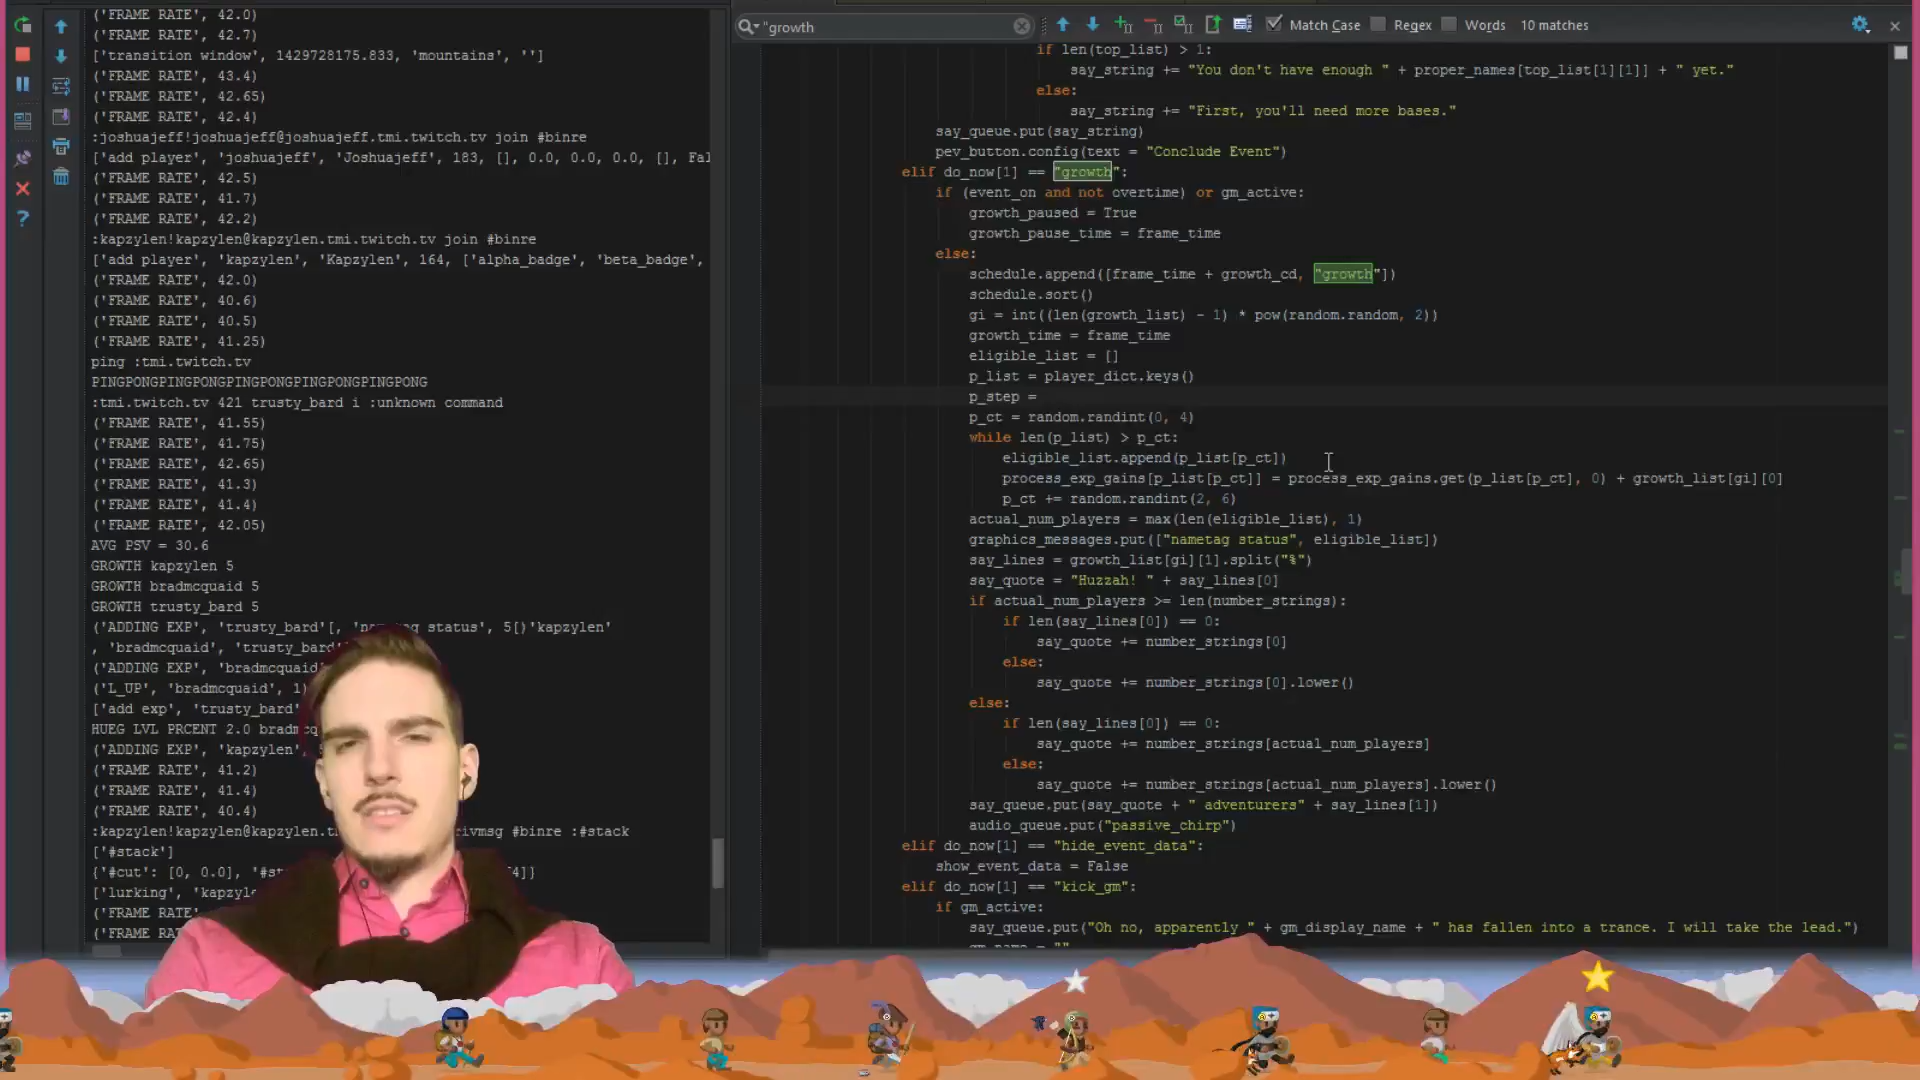 ('FRAME RATE', 42.0)
('FRAME RATE', 42.7)
['transition window', 1429728175.833, 'mountains', '']
('FRAME RATE', 43.4)
('FRAME RATE', 42.65)
('FRAME RATE', 42.4)
:joshuajeff!joshuajeff@joshuajeff.tmi.twitch.tv join #binre
['add player', 'joshuajeff', 'Joshuajeff', 183, [], 0.0, 0.0, 0.0, [], Fal
('FRAME RATE', 42.5)
('FRAME RATE', 41.7)
('FRAME RATE', 42.2)
:kapzylen!kapzylen@kapzylen.tmi.twitch.tv join #binre
['add player', 'kapzylen', 'Kapzylen', 164, ['alpha_badge', 'beta_badge',
('FRAME RATE', 42.0)
('FRAME RATE', 40.6)
('FRAME RATE', 40.5)
('FRAME RATE', 41.25)
ping :tmi.twitch.tv
PINGPONGPINGPONGPINGPONGPINGPONGPINGPONG
:tmi.twitch.tv 421 trusty_bard i :unknown command
('FRAME RATE', 41.55)
('FRAME RATE', 41.75)
('FRAME RATE', 42.65)
('FRAME RATE', 41.3)
('FRAME RATE', 41.4)
('FRAME RATE', 42.05)
AVG PSV = 30.6
GROWTH kapzylen 5
GROWTH bradmcquaid 5
GROWTH trusty_bard 5
('ADDING EXP', 'trusty_bard'[, 'nametag status', 5[)'kapzylen'
, 'bradmcquaid', 'trusty_bard'
('ADDING EXP', 'bradmcquaid'
('L_UP', 'bradmcquaid', 1)
['add exp', 'trusty_bard'
HUEG LVL PRCENT 2.0 bradmc
('ADDING EXP', 'kapzylen',
('FRAME RATE', 41.2)
('FRAME RATE', 41.4)
('FRAME RATE', 40.4)
:kapzylen!kapzylen@kapzylen.t ivmsg #binre :#stack
['#stack']
{'#cut': [0, 0.0], '#st 4]}
['lurking', 'kapzyle
('FRAME RATE'
('FRAME RATE'
"growth
Match Case
Regex
Words
10 matches
if len(top_list) > 1:
say_string += "You don't have enough " + proper_names[top_list[1][1]] + " yet."
else:
say_string += "First, you'll need more bases."
say_queue.put(say_string)
pev_button.config(text = "Conclude Event")
elif do_now[1] == "growth":
if (event_on and not overtime) or gm_active:
growth_paused = True
growth_pause_time = frame_time
else:
schedule.append([frame_time + growth_cd, "growth"])
schedule.sort()
gi = int((len(growth_list) - 1) * pow(random.random, 2))
growth_time = frame_time
eligible_list = []
p_list = player_dict.keys()
p_step =
p_ct = random.randint(0, 4)
while len(p_list) > p_ct:
eligible_list.append(p_list[p_ct])
process_exp_gains[p_list[p_ct]] = process_exp_gains.get(p_list[p_ct], 0) + growth_list[gi][0]
p_ct += random.randint(2, 6)
actual_num_players = max(len(eligible_list), 1)
graphics_messages.put(["nametag status", eligible_list])
say_lines = growth_list[gi][1].split("%")
say_quote = "Huzzah! " + say_lines[0]
if actual_num_players >= len(number_strings):
if len(say_lines[0]) == 0:
say_quote += number_strings[0]
else:
say_quote += number_strings[0].lower()
else:
if len(say_lines[0]) == 0:
say_quote += number_strings[actual_num_players]
else:
say_quote += number_strings[actual_num_players].lower()
say_queue.put(say_quote + " adventurers" + say_lines[1])
audio_queue.put("passive_chirp")
elif do_now[1] == "hide_event_data":
show_event_data = False
elif do_now[1] == "kick_gm":
if gm_active:
say_queue.put("Oh no, apparently " + gm_display_name + " has fallen into a trance. I will take the lead.")
gm_name = ""